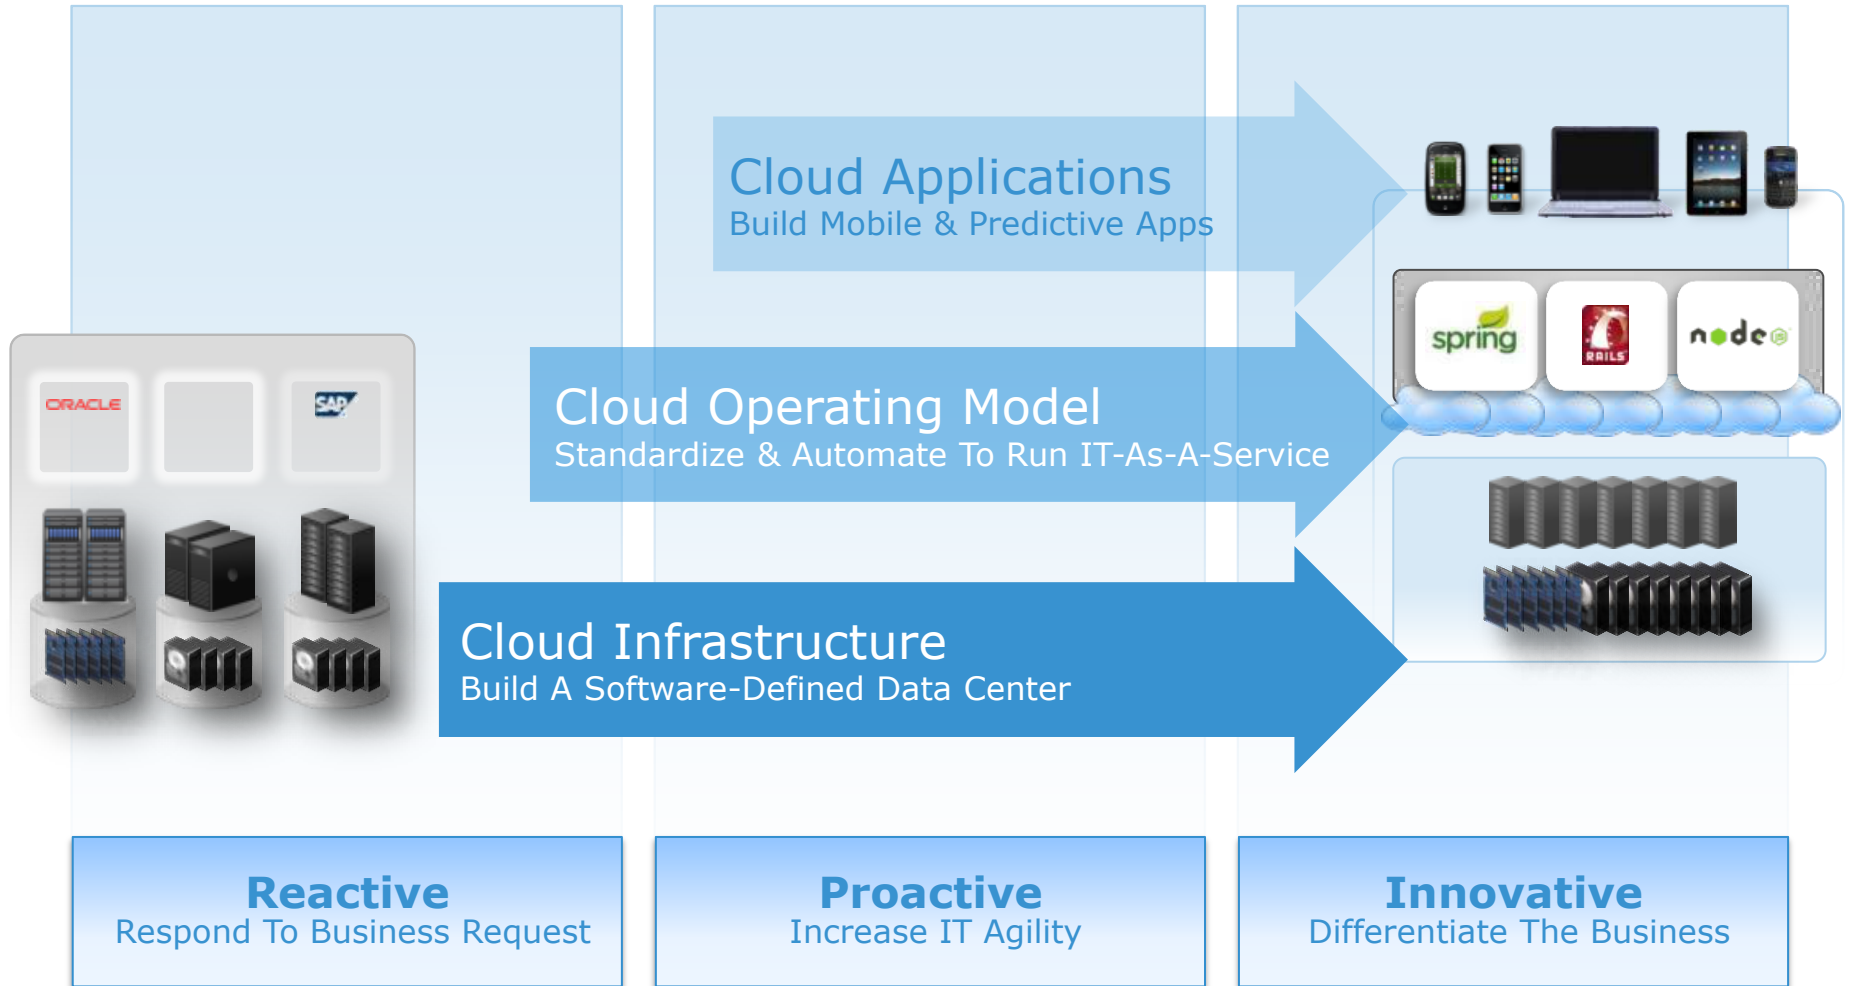 Cloud Applications
Build Mobile & Predictive Apps
spring
RAILS
node
JS
ORACLE
SAP
Cloud Operating Model
Standardize & Automate To Run IT-As-A-Service
Cloud Infrastructure
Build A Software-Defined Data Center
Reactive
Respond To Business Request
Proactive
Increase IT Agility
Innovative
Differentiate The Business